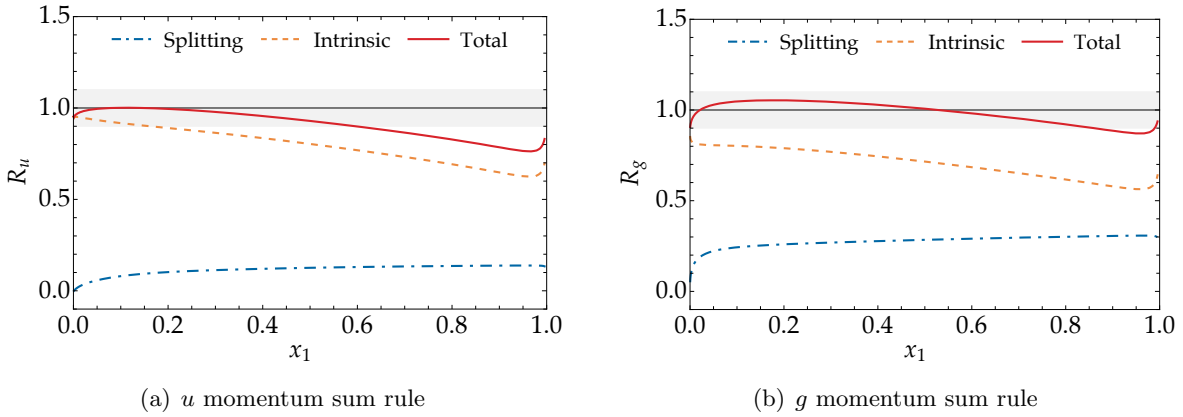 1.5
Splitting Intrinsic Total
1.0
R_u
0.5
0.0
0.0 0.2 0.4 0.6 0.8 1.0
x_1
(a) u momentum sum rule
1.5
Splitting Intrinsic Total
1.0
R_g
0.5
0.0
0.0 0.2 0.4 0.6 0.8 1.0
x_1
(b) g momentum sum rule